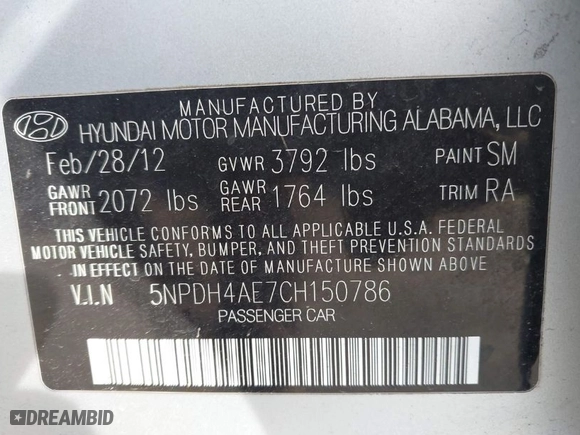 MANUFACTURED BY
HYUNDAI MOTOR MANUFACTURING ALABAMA, LLC
Feb/28/12 GVWR 3792 lbs PAINT SM
GAWR FRONT 2072 lbs GAWR REAR 1764 lbs TRIM RA
THIS VEHICLE CONFORMS TO ALL APPLICABLE U.S.A. FEDERAL
MOTOR VEHICLE SAFETY, BUMPER, AND THEFT PREVENTION STANDARDS
IN EFFECT ON THE DATE OF MANUFACTURE SHOWN ABOVE.
V.I.N 5NPDH4AE7CH150786
PASSENGER CAR
DREAMBID